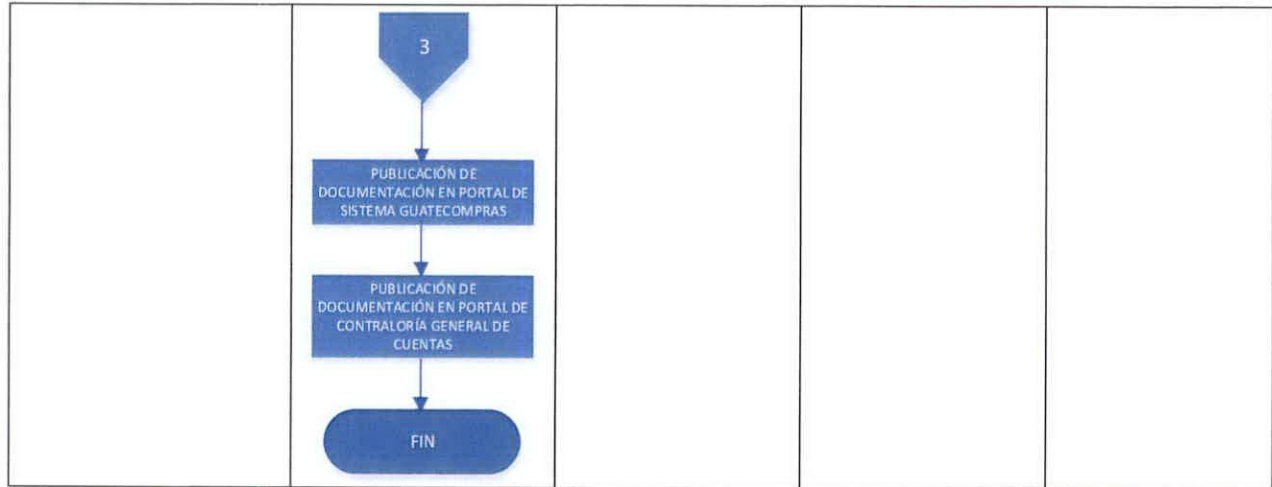 3
PUBLICACIÓN DE
DOCUMENTACIÓN EN PORTAL DE
SISTEMA GUATECOMPRAS
PUBLICACIÓN DE
DOCUMENTACIÓN EN PORTAL DE
CONTRALORÍA GENERAL DE
CUENTAS
FIN